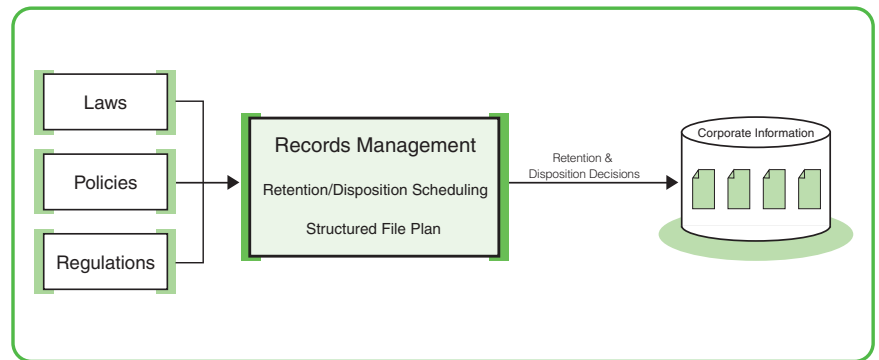 Laws
Policies
Regulations
Records Management
Retention/Disposition Scheduling
Structured File Plan
Retention &
Disposition Decisions
Corporate Information